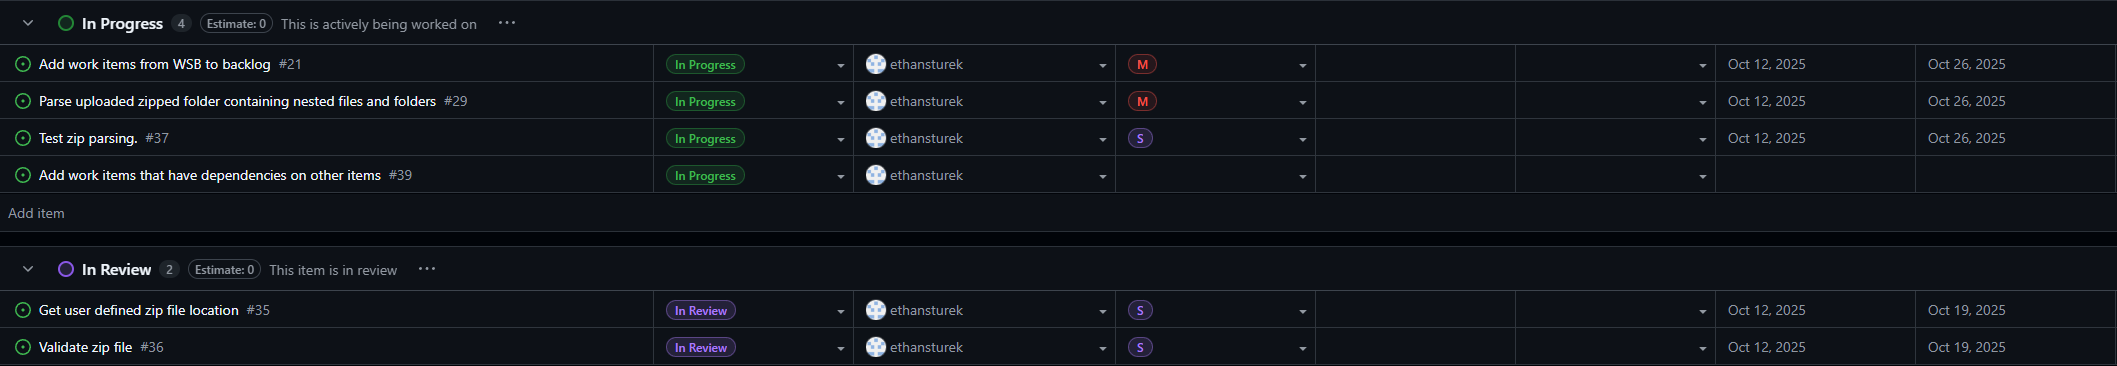 In Progress 4 Estimate: 0 This is actively being worked on ...
Add work items from WSB to backlog #21 In Progress ethansturek M Oct 12, 2025 Oct 26, 2025
Parse uploaded zipped folder containing nested files and folders #29 In Progress ethansturek M Oct 12, 2025 Oct 26, 2025
Test zip parsing. #37 In Progress ethansturek S Oct 12, 2025 Oct 26, 2025
Add work items that have dependencies on other items #39 In Progress ethansturek
Add item
In Review 2 Estimate: 0 This item is in review ...
Get user defined zip file location #35 In Review ethansturek S Oct 12, 2025 Oct 19, 2025
Validate zip file #36 In Review ethansturek S Oct 12, 2025 Oct 19, 2025